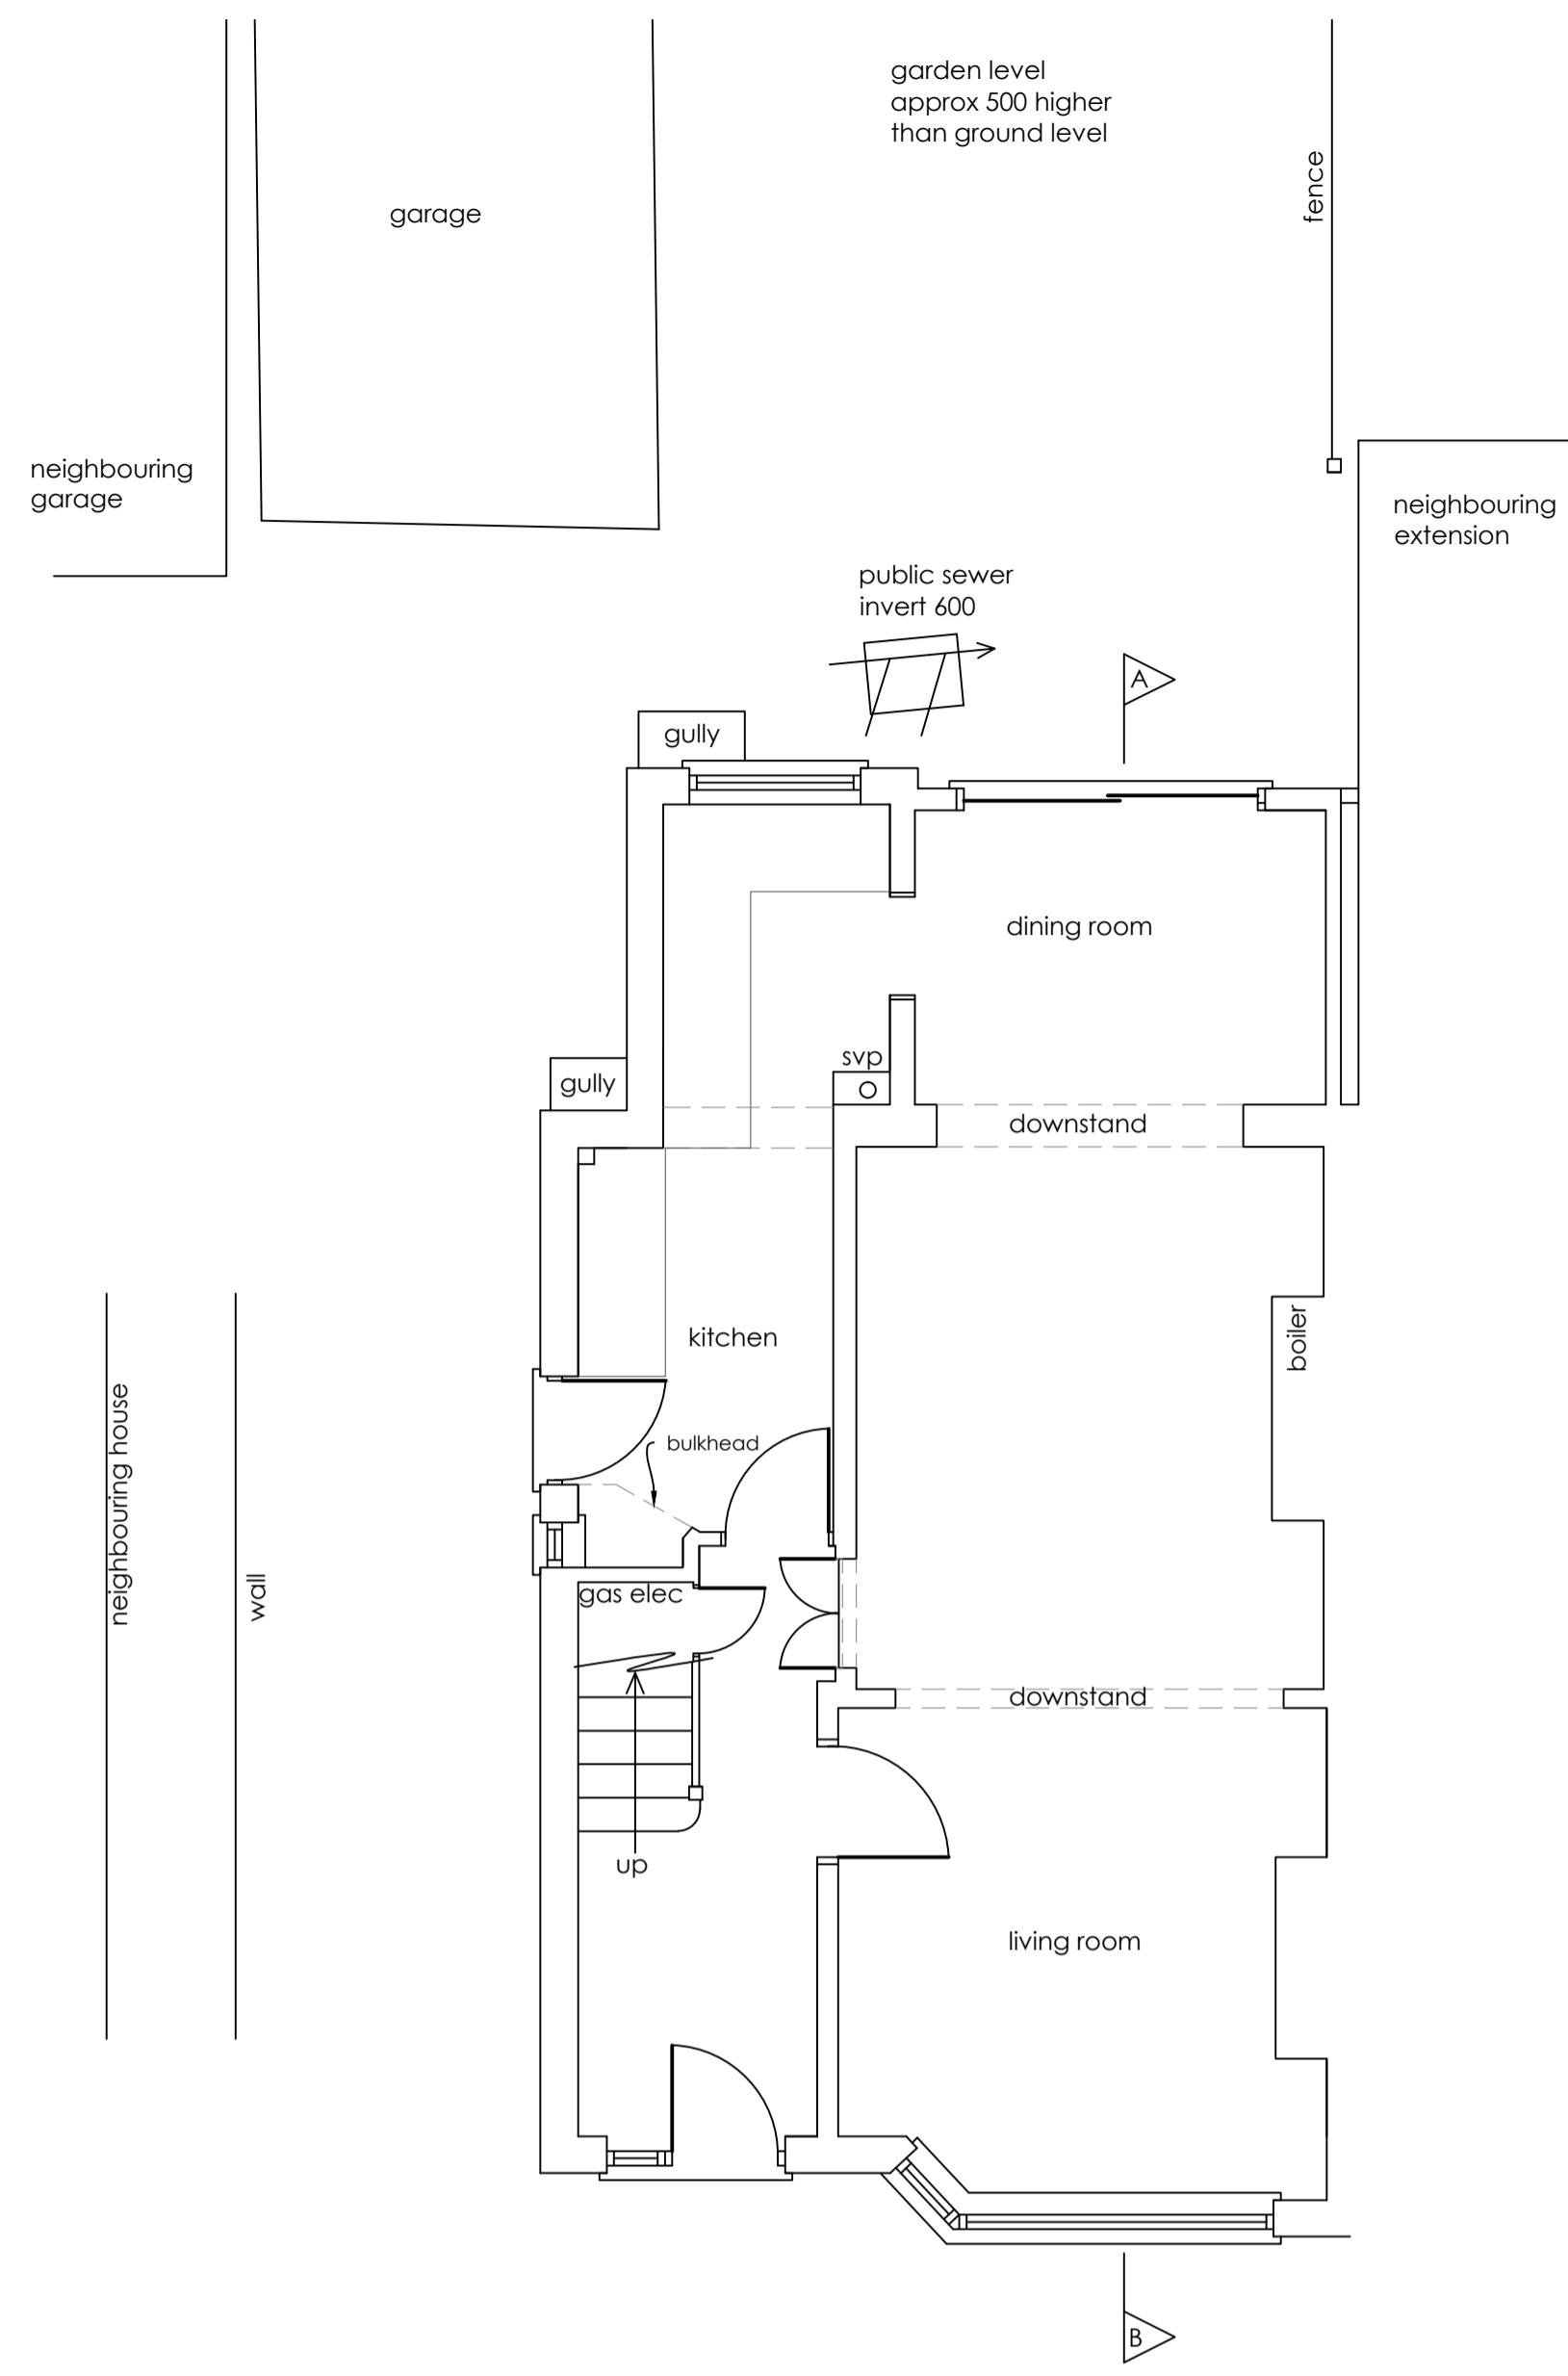 garden level
approx 500 higher
than ground level
fence
garage
neighbouring
garage
neighbouring
extension
public sewer
invert 600
A
gully
dining room
svp
gully
downstand
boiler
kitchen
neighbouring house
bulkhead
wall
gas elec
downstand
up
living room
B